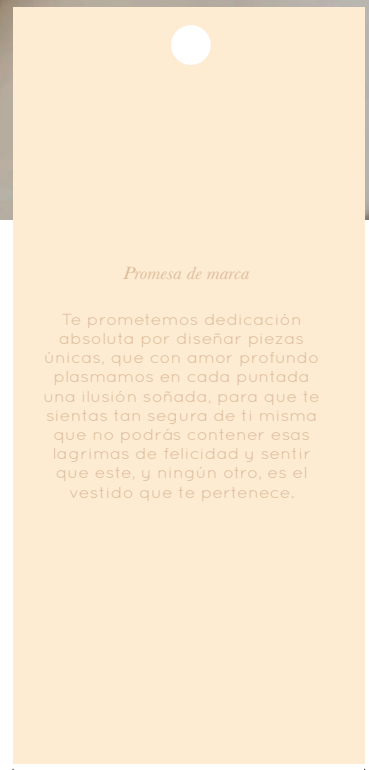 Promesa de marca
Te prometemos dedicación
absoluta por diseñar piezas
únicas, que con amor profundo
plasmamos en cada puntada
una ilusión soñada, para que te
sientas tan segura de ti misma
que no podrás contener esas
lagrimas de felicidad y sentir
que este, y ningún otro, es el
vestido que te pertenece.